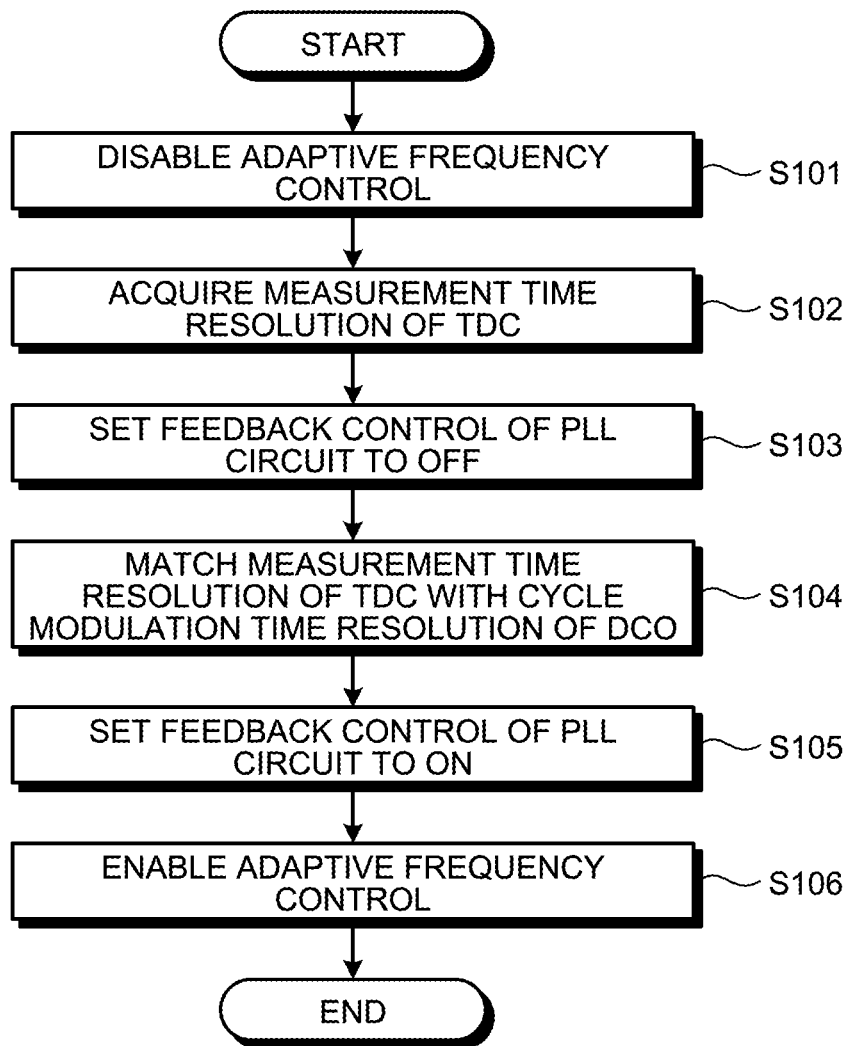 START
DISABLE ADAPTIVE FREQUENCY
CONTROL
S101
ACQUIRE MEASUREMENT TIME
RESOLUTION OF TDC
S102
SET FEEDBACK CONTROL OF PLL
CIRCUIT TO OFF
S103
MATCH MEASUREMENT TIME
RESOLUTION OF TDC WITH CYCLE
MODULATION TIME RESOLUTION OF DCO
S104
SET FEEDBACK CONTROL OF PLL
CIRCUIT TO ON
S105
ENABLE ADAPTIVE FREQUENCY
CONTROL
S106
END